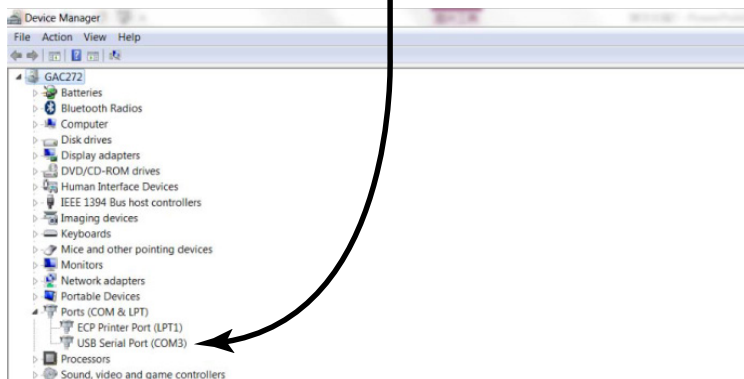 Device Manager
File Action View Help
GAC272
Batteries
Bluetooth Radios
Computer
Disk drives
Display adapters
DVD/CD-ROM drives
Human Interface Devices
IEEE 1394 Bus host controllers
Imaging devices
Keyboards
Mice and other pointing devices
Monitors
Network adapters
Portable Devices
Ports (COM & LPT)
ECP Printer Port (LPT1)
USB Serial Port (COM3)
Processors
Sound, video and game controllers